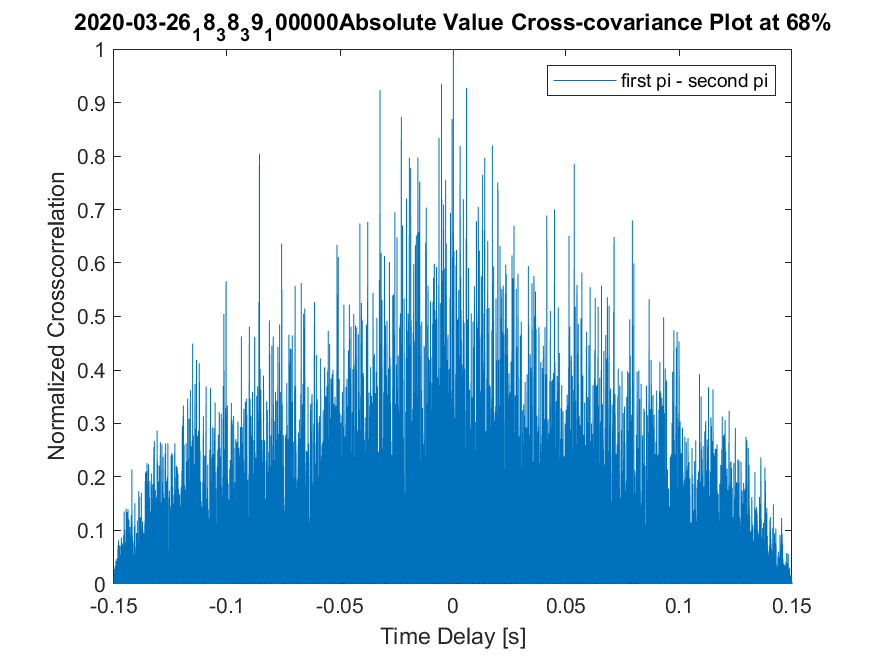 2020-03-26₁8₃8₃9₁00000Absolute Value Cross-covariance Plot at 68%
first pi - second pi
Normalized Crosscorrelation
1
0.9
0.8
0.7
0.6
0.5
0.4
0.3
0.2
0.1
0
-0.15 -0.1 -0.05 0 0.05 0.1 0.15
Time Delay [s]